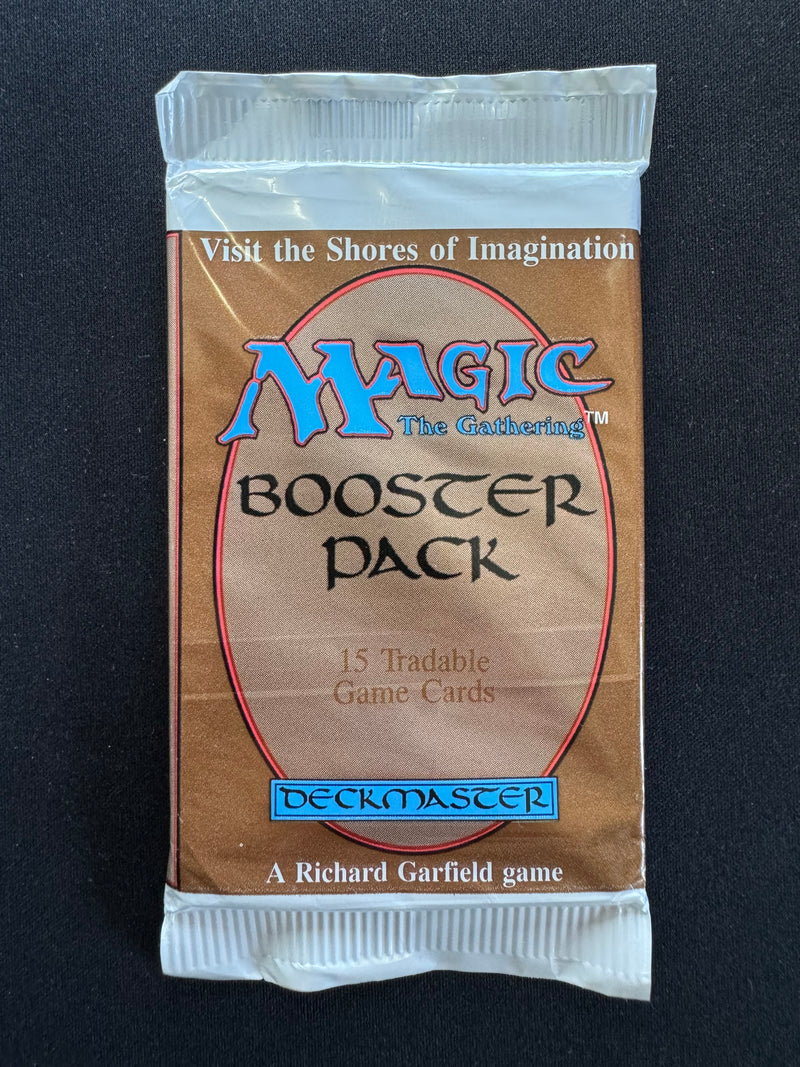 Visit the Shores of Imagination
MAGIC
The Gathering™
BOOSTER
PACK
15 Tradable
Game Cards
DECKMASTER
A Richard Garfield game